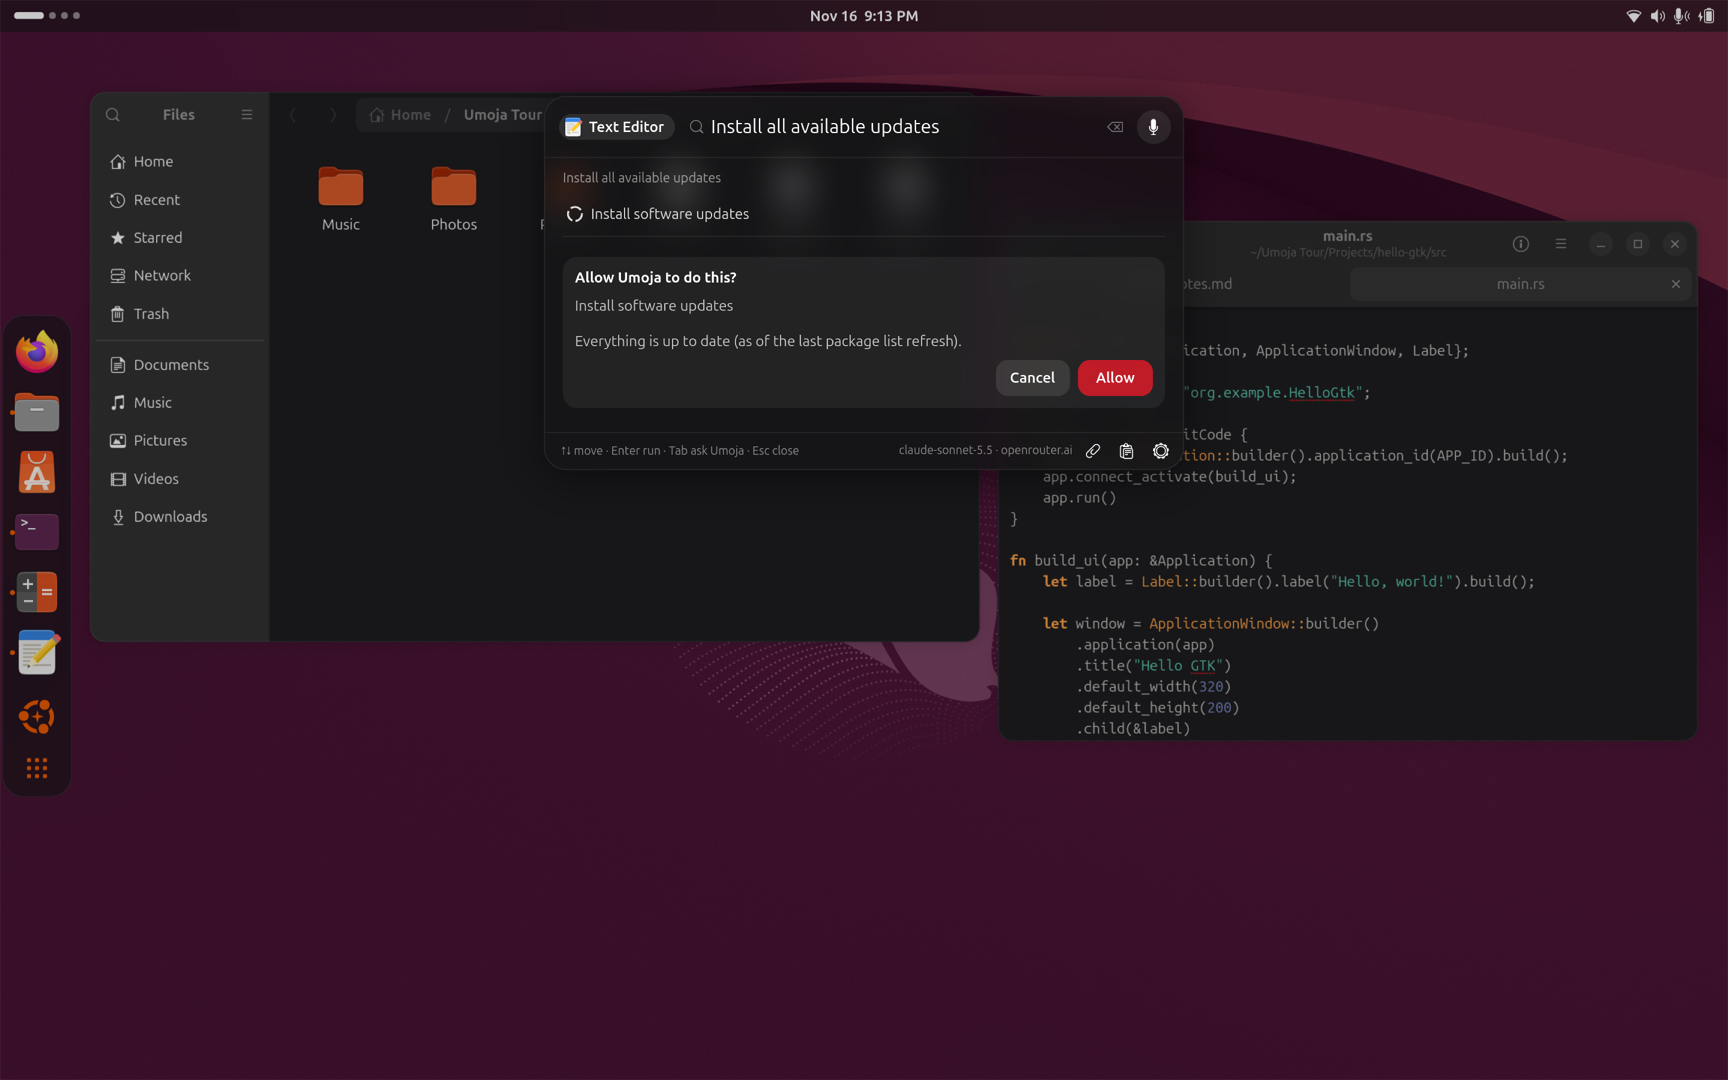 Nov 16 9:13 PM
Files
Home / Umoja Tour
Home
Recent
Starred
Network
Trash
Documents
Music
Pictures
Videos
Downloads
Music
Photos
Text Editor
Install all available updates
Install all available updates
Install software updates
Allow Umoja to do this?
Install software updates
Everything is up to date (as of the last package list refresh).
Cancel
Allow
↑↓ move · Enter run · Tab ask Umoja · Esc close
claude-sonnet-5.5 · openrouter.ai
main.rs
~/Umoja Tour/Projects/hello-gtk/src
otes.md
main.rs
ication, ApplicationWindow, Label};
"org.example.HelloGtk";
itCode {
tion::builder().application_id(APP_ID).build();
app.connect_activate(build_ui);
app.run()
}
fn build_ui(app: &Application) {
let label = Label::builder().label("Hello, world!").build();
let window = ApplicationWindow::builder()
.application(app)
.title("Hello GTK")
.default_width(320)
.default_height(200)
.child(&label)